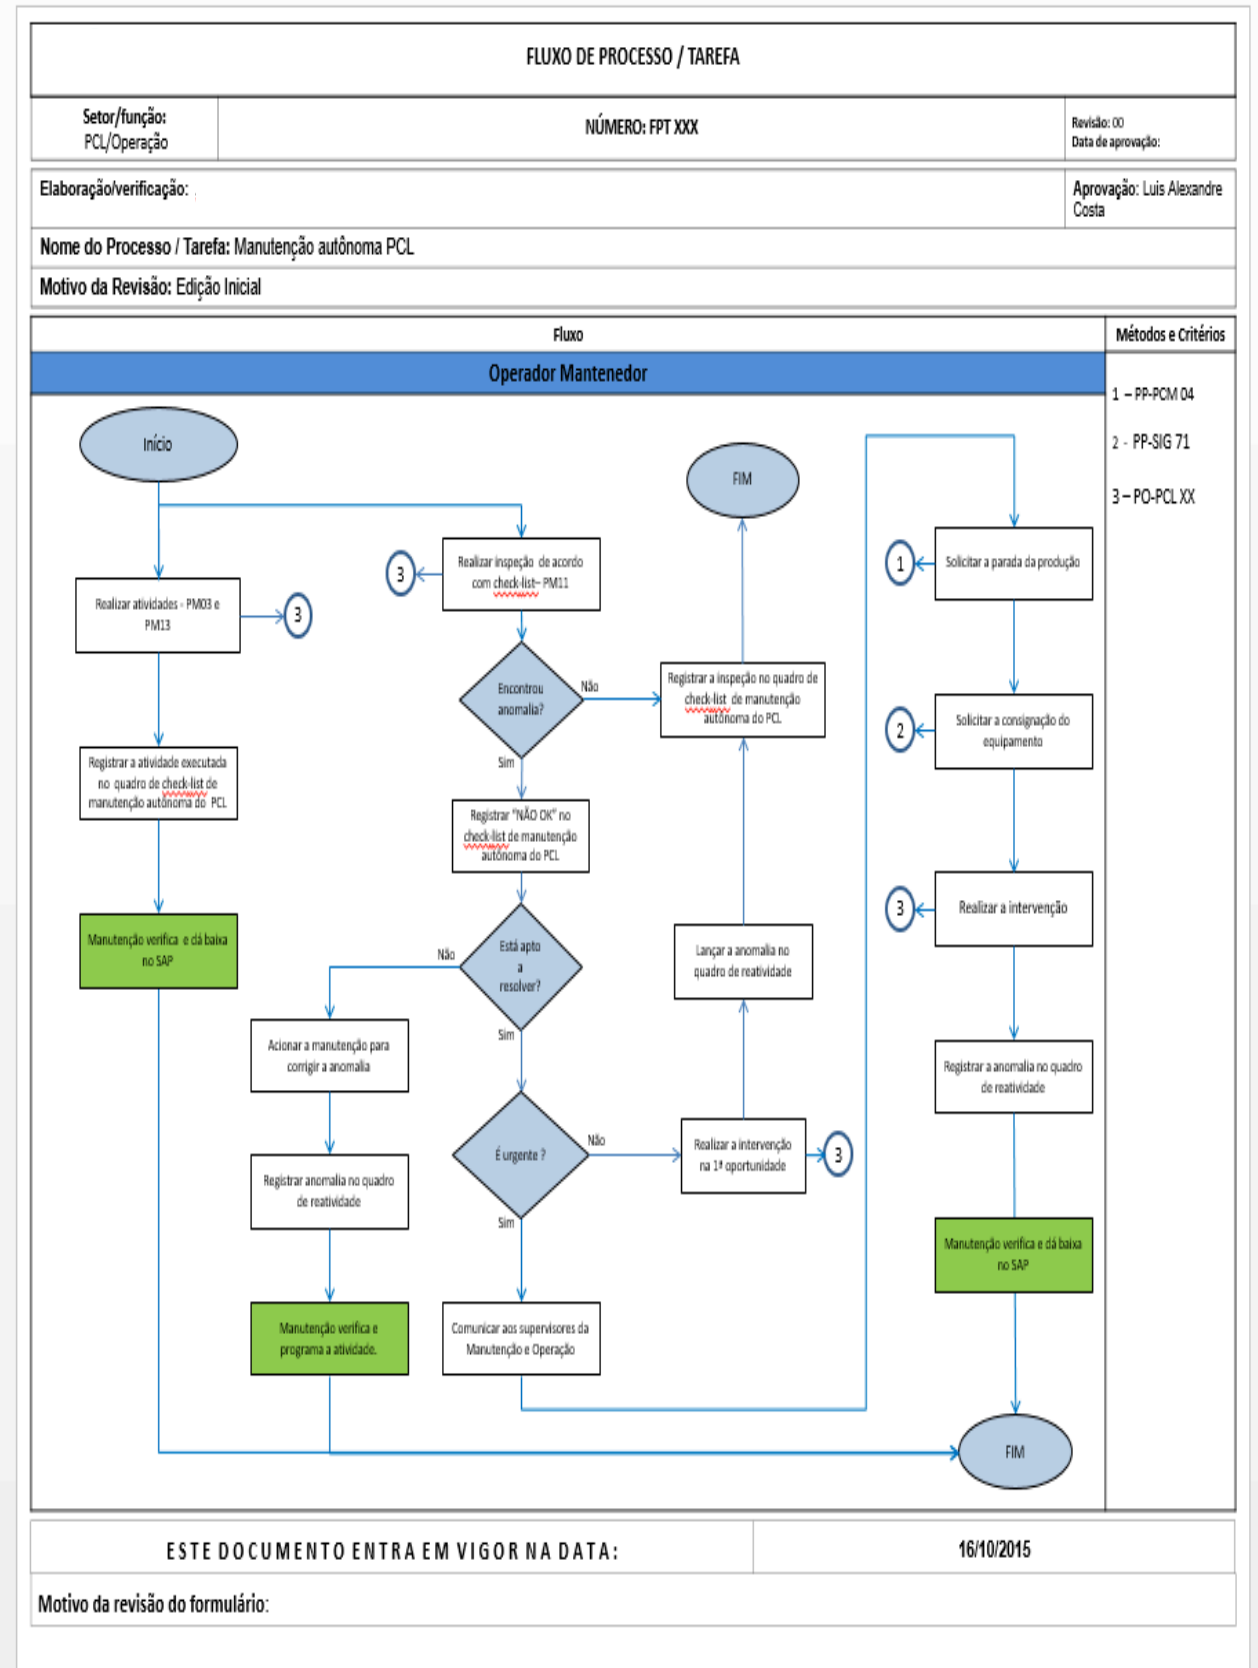 FLUXO DE PROCESSO / TAREFA
Setor/função:
PCL/Operação
NÚMERO: FPT XXX
Revisão: 00
Data de aprovação:
Elaboração/verificação:
Aprovação: Luis Alexandre
Costa
Nome do Processo / Tarefa: Manutenção autônoma PCL
Motivo da Revisão: Edição Inicial
Fluxo
Métodos e Critérios
Operador Mantenedor
1 – PP-PCM 04
2 - PP-SIG 71
3 – PO-PCL XX
Início
Realizar atividades - PM03 e
PM13
3
Registrar a atividade executada
no quadro de check-list de
manutenção autônoma do PCL
Manutenção verifica e dá baixa
no SAP
Realizar inspeção de acordo
com check-list– PM11
3
Encontrou
anomalia?
Não
Sim
Registrar "NÃO OK" no
check-list de manutenção
autônoma do PCL
Está apto
a
resolver?
Não
Sim
Acionar a manutenção para
corrigir a anomalia
Registrar anomalia no quadro
de reatividade
Manutenção verifica e
programa a atividade.
É urgente ?
Não
Sim
Comunicar aos supervisores da
Manutenção e Operação
FIM
Registrar a inspeção no quadro de
check-list de manutenção
autônoma do PCL
Lançar a anomalia no
quadro de reatividade
Realizar a intervenção
na 1ª oportunidade
3
Solicitar a parada da produção
1
Solicitar a consignação do
equipamento
2
Realizar a intervenção
3
Registrar a anomalia no quadro
de reatividade
Manutenção verifica e dá baixa
no SAP
FIM
ESTE DOCUMENTO ENTRA EM VIGOR NA DATA:
16/10/2015
Motivo da revisão do formulário: